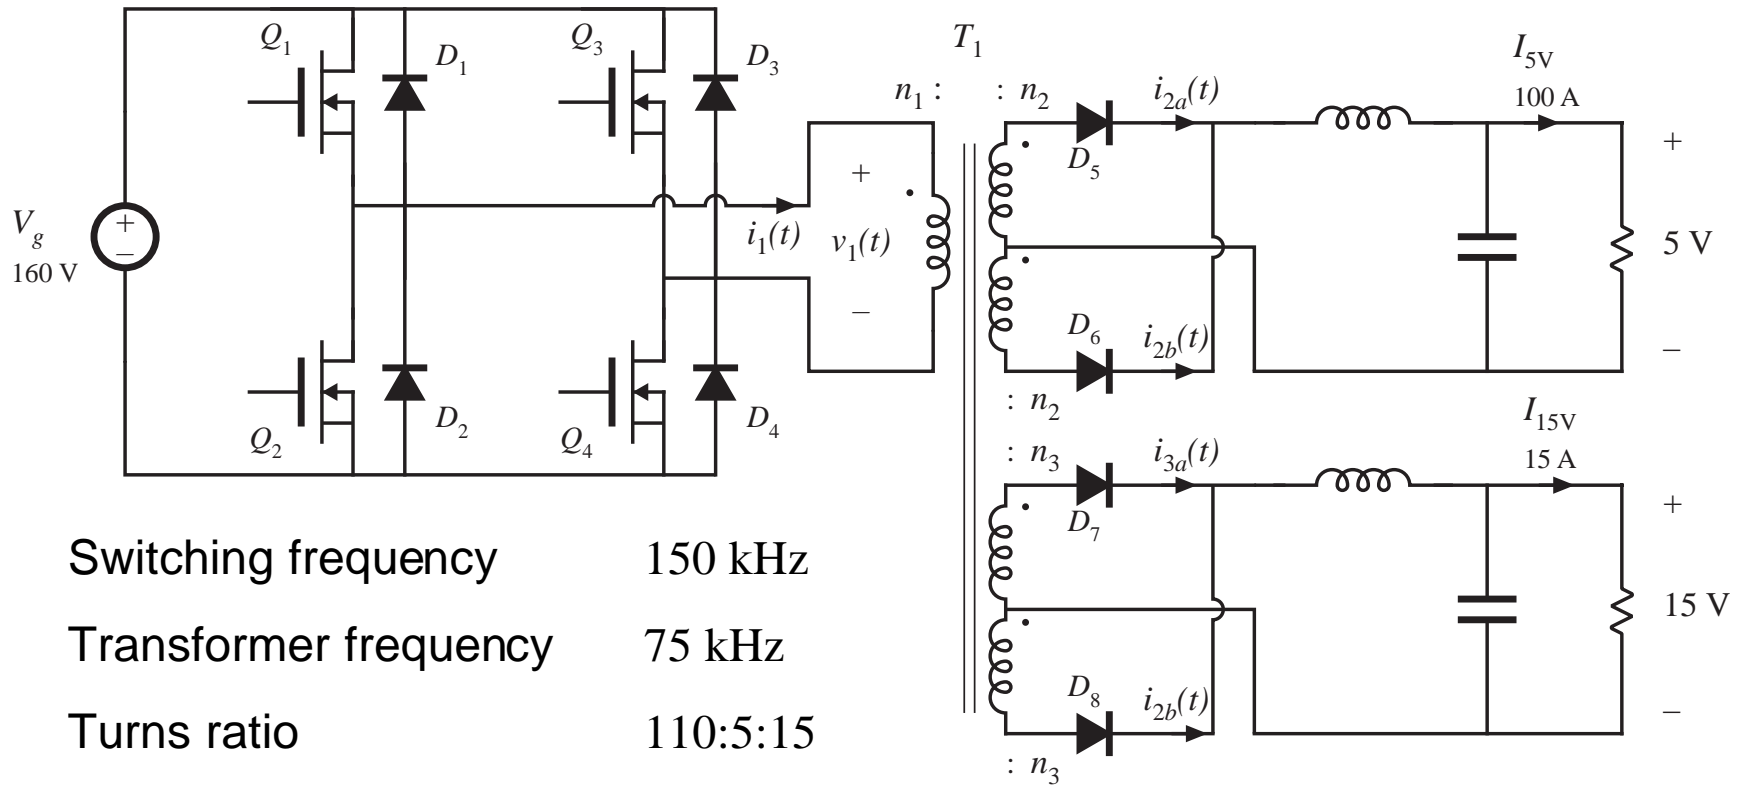 Q₁
D₁
Q₃
D₃
T₁
n₁ :
: n₂
i₂ₐ(t)
I₅V
100 A
D₅
+
V_g
160 V
+
–
i₁(t)
+
v₁(t)
–
5 V
D₆
i₂b(t)
–
: n₂
Q₂
D₂
Q₄
D₄
: n₃
i₃ₐ(t)
I₁₅V
15 A
D₇
+
15 V
D₈
i₂b(t)
–
: n₃
Switching frequency 150 kHz
Transformer frequency 75 kHz
Turns ratio 110:5:15